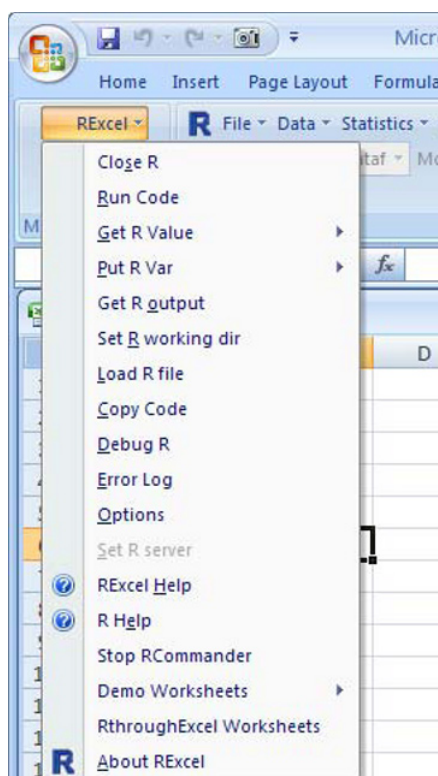 Micr
Home Insert Page Layout Formula
RExcel R File Data Statistics
taf Mo
Close R
Run Code
M
Get R Value
Put R Var
fx
Get R output
Set R working dir
D
Load R file
Copy Code
Debug R
Error Log
Options
Set R server
RExcel Help
R Help
Stop RCommander
Demo Worksheets
RthroughExcel Worksheets
R About RExcel